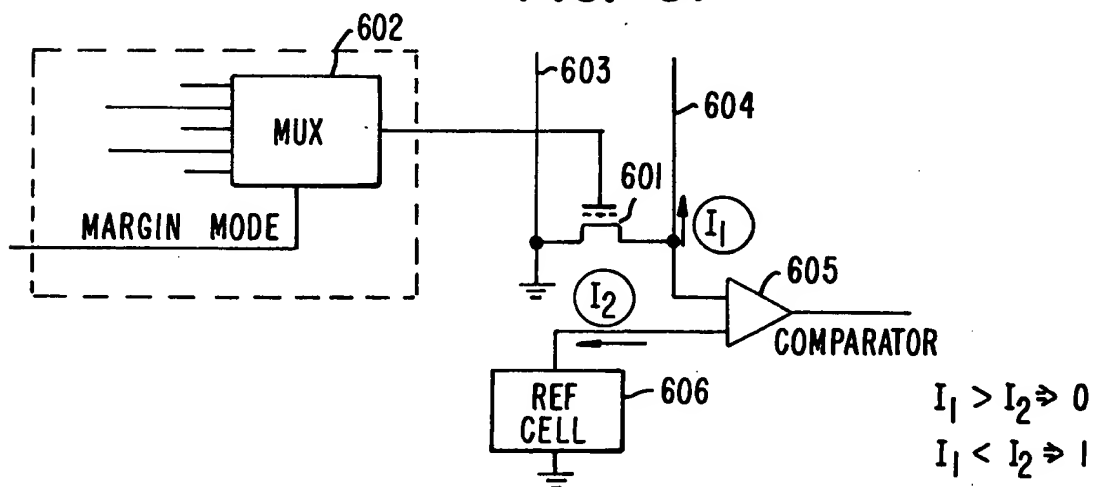 602
603
604
MUX
601
MARGIN MODE
I₁
605
I₂
COMPARATOR
REF
CELL
606
I₁ > I₂ ⇒ 0
I₁ < I₂ ⇒ 1